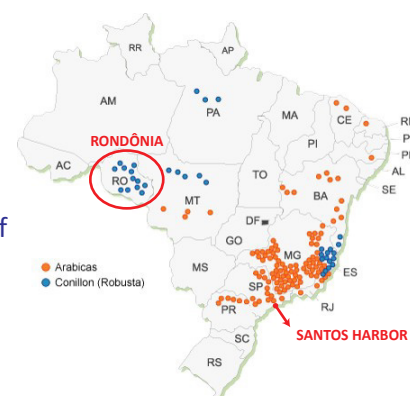 RR
AP
AM
PA
MA
CE
RONDÔNIA
PI
AC
RO
TO
AL
SE
MT
BA
f
DF
GO
Arabicas
MG
Conillon (Robusta)
MS
ES
SP
RJ
PR
SANTOS HARBOR
SC
RS